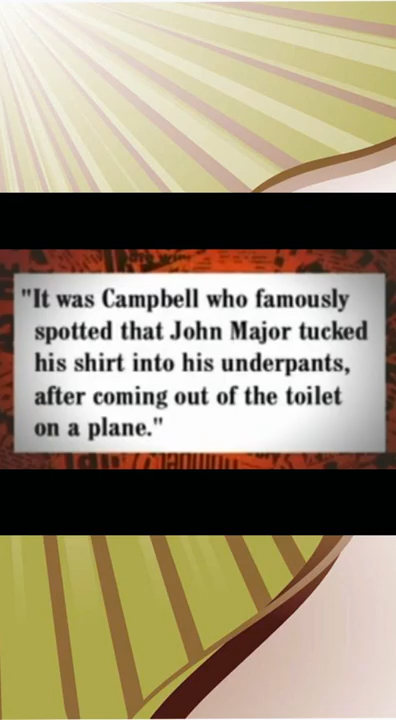 "It was Campbell who famously
spotted that John Major tucked
his shirt into his underpants,
after coming out of the toilet
on a plane."